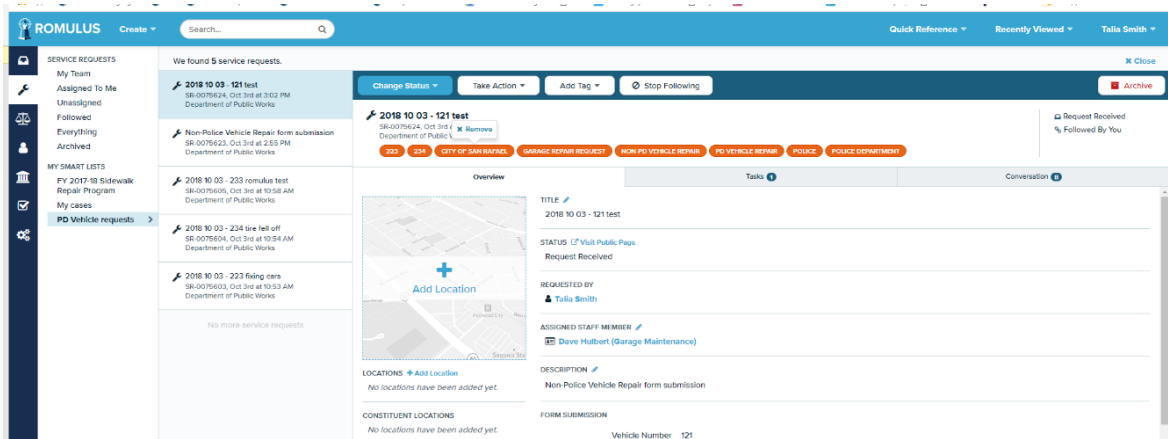 ROMULUS
Create
Search...
Quick Reference
Recently Viewed
Talia Smith
SERVICE REQUESTS
My Team
Assigned To Me
Unassigned
Followed
Everything
Archived
MY SMART LISTS
FY 2017-18 Sidewalk
Repair Program
My cases
PD Vehicle requests
We found 5 service requests.
Close
2018 10 03 - 121 test
SR-0075624, Oct 3rd at 3:02 PM
Department of Public Works
Non-Police Vehicle Repair form submission
SR-0075623, Oct 3rd at 2:55 PM
Department of Public Works
2018 10 03 - 233 romulus test
SR-0075605, Oct 3rd at 10:58 AM
Department of Public Works
2018 10 03 - 234 tire fell off
SR-0075604, Oct 3rd at 10:54 AM
Department of Public Works
2018 10 03 - 223 fixing cars
SR-0075603, Oct 3rd at 10:53 AM
Department of Public Works
No more service requests
Change Status
Take Action
Add Tag
Stop Following
Archive
2018 10 03 - 121 test
SR-0075624, Oct 3rd
Department of Public
Remove
Request Received
Followed By You
223
234
CITY OF SAN RAFAEL
GARAGE REPAIR REQUEST
NON-PD VEHICLE REPAIR
PD VEHICLE REPAIR
POLICE
POLICE DEPARTMENT
Overview
Tasks 1
Conversation 0
Add Location
LOCATIONS + Add Location
No locations have been added yet.
CONSTITUENT LOCATIONS
No locations have been added yet.
TITLE
2018 10 03 - 121 test
STATUS Visit Public Page
Request Received
REQUESTED BY
Talia Smith
ASSIGNED STAFF MEMBER
Dave Hulbert (Garage Maintenance)
DESCRIPTION
Non-Police Vehicle Repair form submission
FORM SUBMISSION
Vehicle Number 121